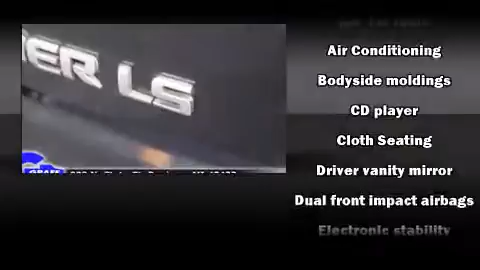 ER LS
GRAFF
Air Conditioning
Bodyside moldings
CD player
Cloth Seating
Driver vanity mirror
Dual front impact airbags
Electronic stability